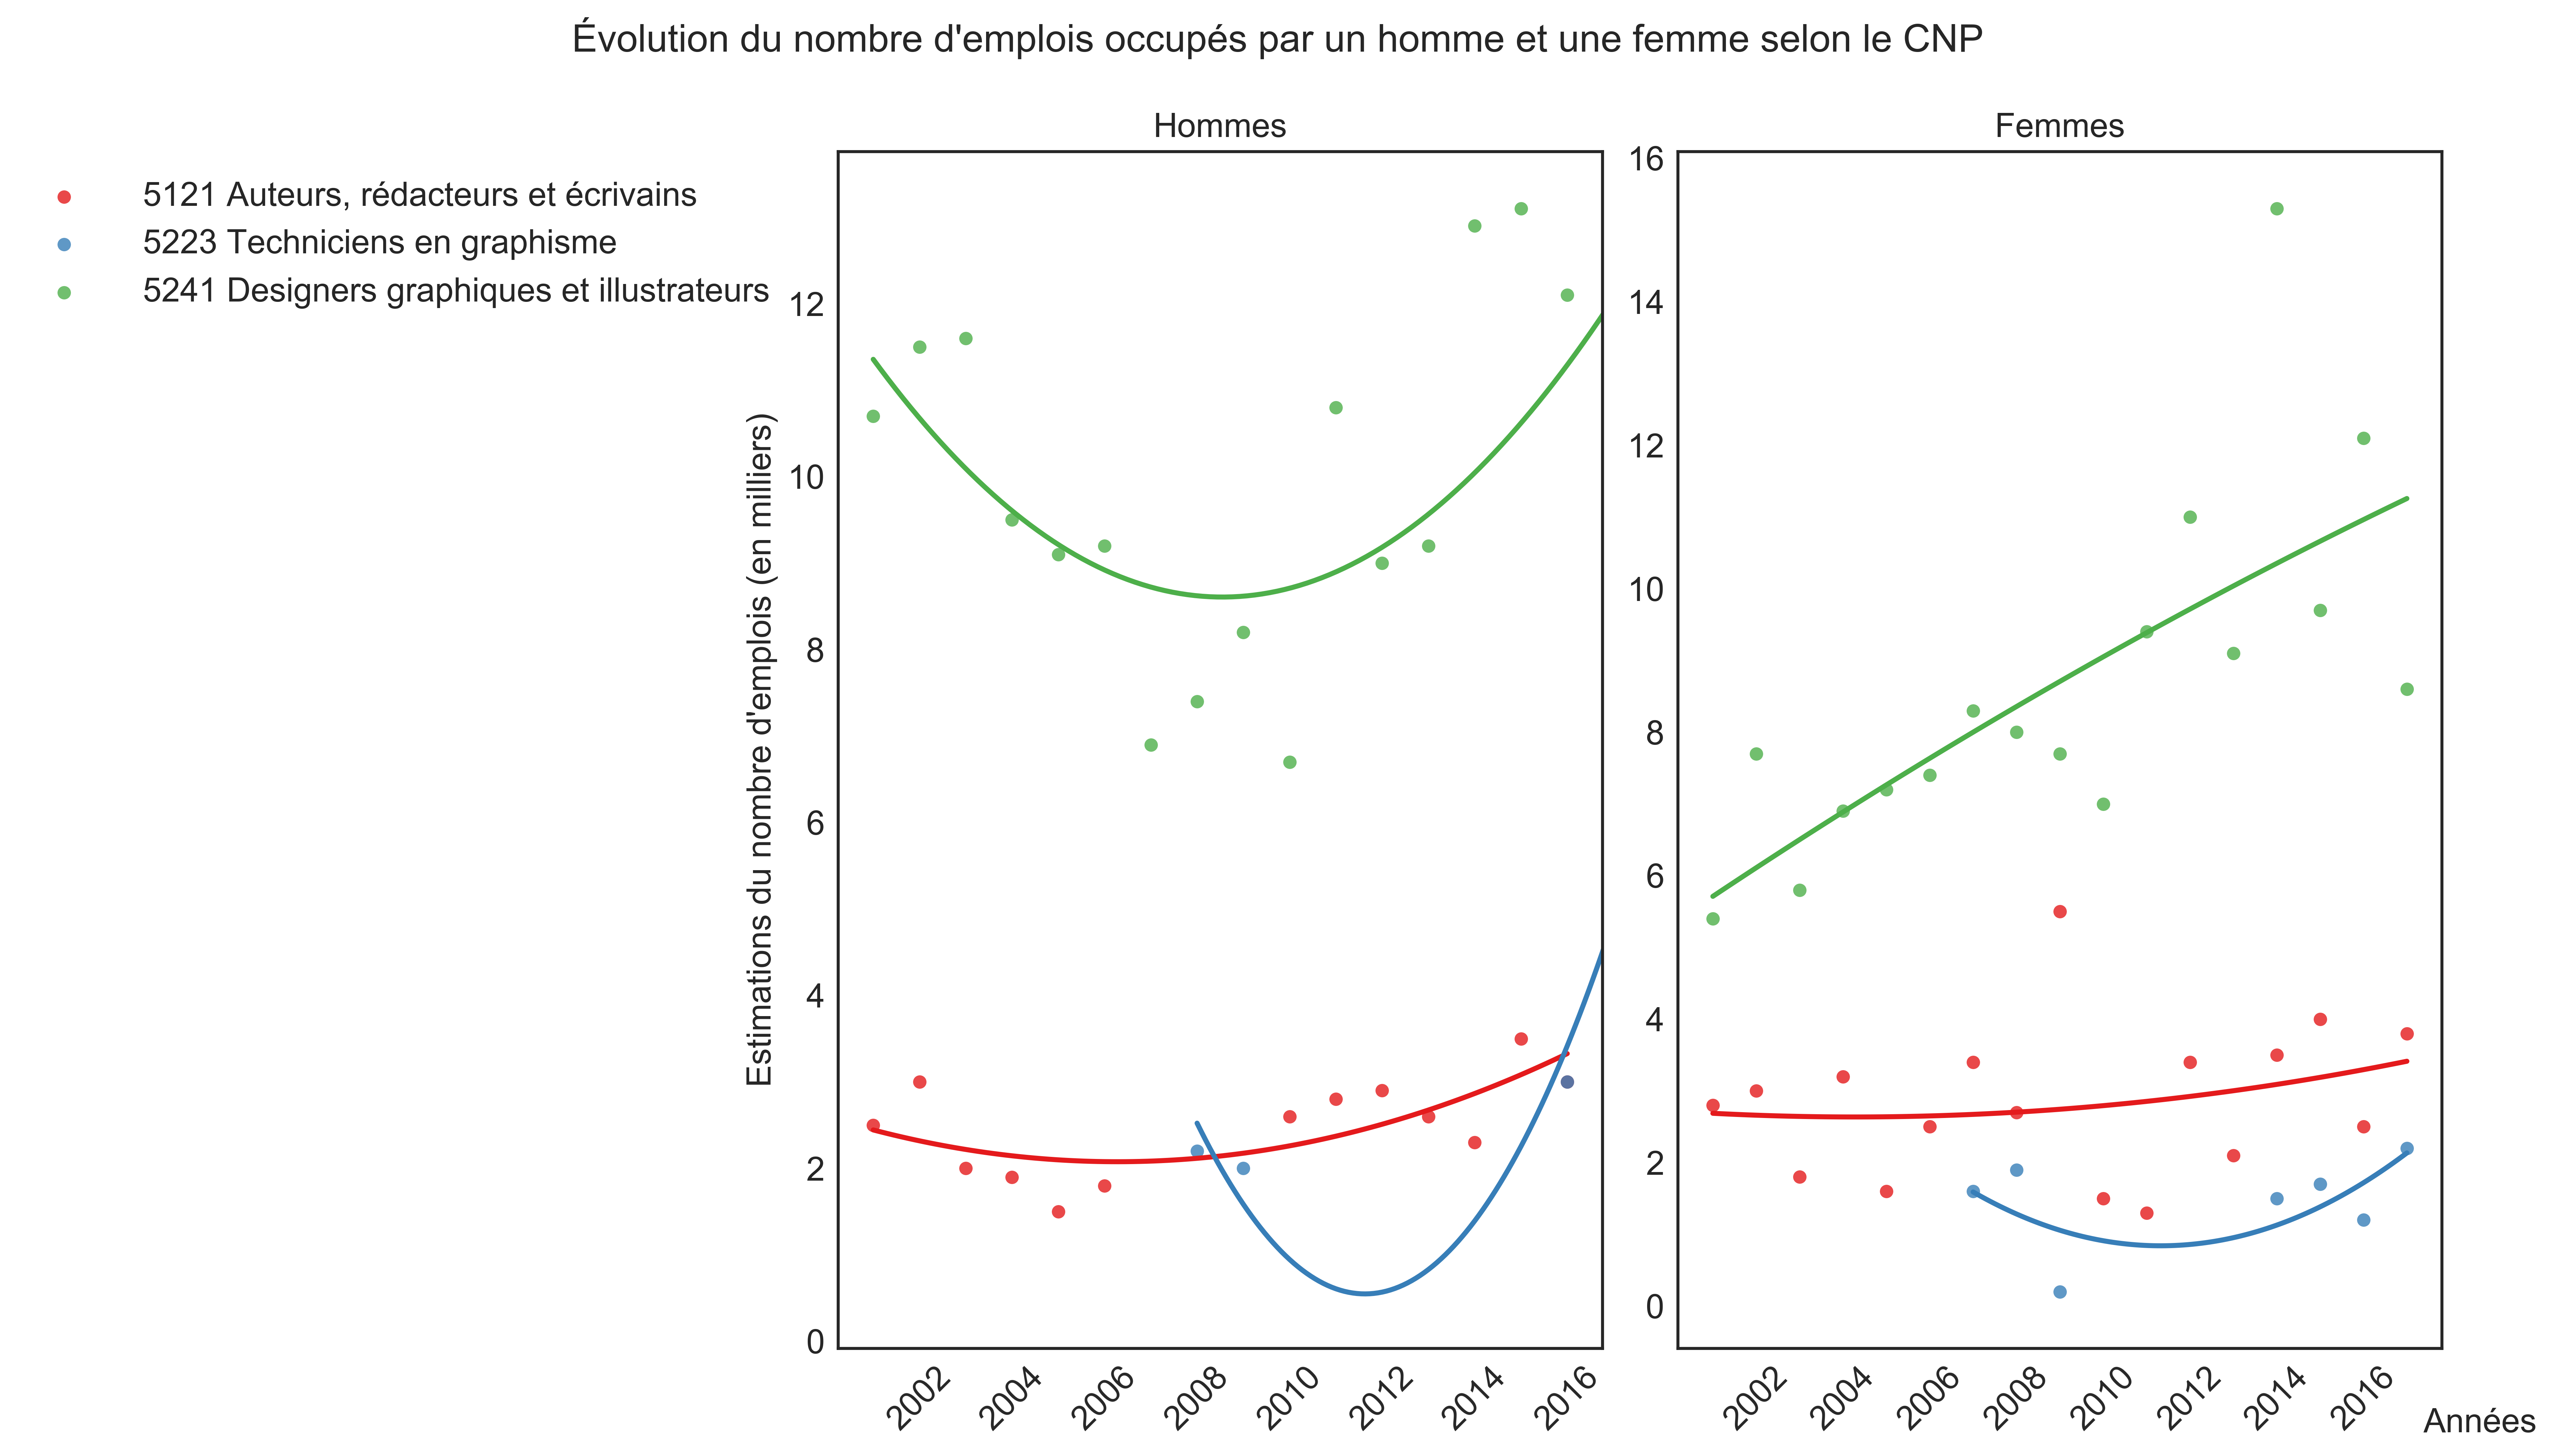 Évolution du nombre d'emplois occupés par un homme et une femme selon le CNP
5121 Auteurs, rédacteurs et écrivains
5223 Techniciens en graphisme
5241 Designers graphiques et illustrateurs
Estimations du nombre d'emplois (en milliers)
Hommes
12
10
8
6
4
2
0
2002 2004 2006 2008 2010 2012 2014 2016
Femmes
16
14
12
10
8
6
4
2
0
2002 2004 2006 2008 2010 2012 2014 2016
Années